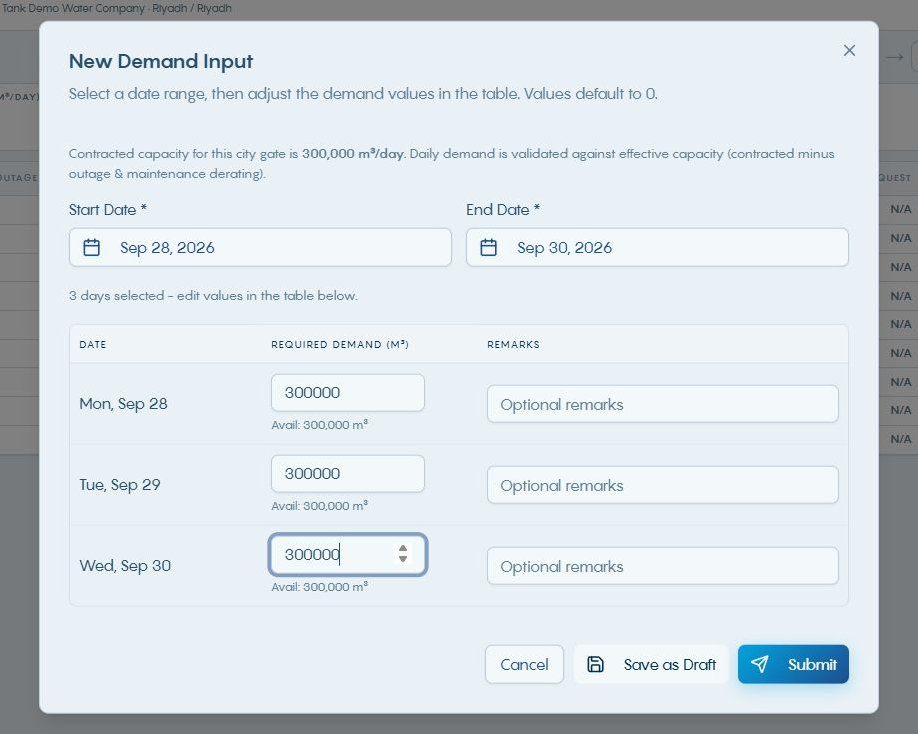 Tank Demo Water Company · Riyadh / Riyadh
New Demand Input
Select a date range, then adjust the demand values in the table. Values default to 0.
M³/DAY)
Contracted capacity for this city gate is 300,000 m³/day. Daily demand is validated against effective capacity (contracted minus
outage & maintenance derating).
OUTAGE
QUEST
Start Date *
End Date *
N/A
Sep 28, 2026
Sep 30, 2026
N/A
N/A
3 days selected - edit values in the table below.
N/A
N/A
DATE
REQUIRED DEMAND (M³)
REMARKS
N/A
N/A
Mon, Sep 28
300000
Optional remarks
Avail: 300,000 m³
N/A
N/A
Tue, Sep 29
300000
Optional remarks
Avail: 300,000 m³
Wed, Sep 30
300000
Optional remarks
Avail: 300,000 m³
Cancel
Save as Draft
Submit